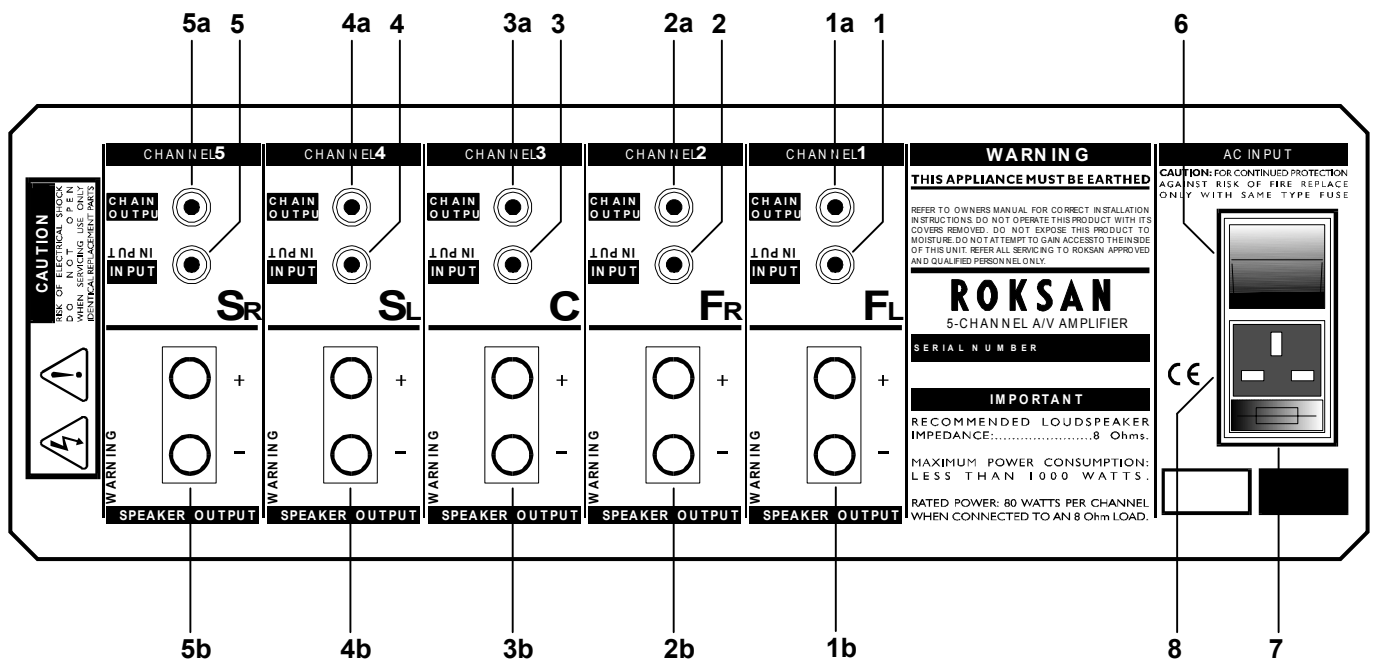 5a 5 4a 4 3a 3 2a 2 1a 1 6
CAUTION
RISK OF ELECTRICAL SHOCK
DO NOT OPEN
WHEN SERVICING USE ONLY
IDENTICAL REPLACEMENT PARTS
CHANNEL5
CHAIN
OUTPU
INPUT
INPUT
SR
+
−
WARNING
SPEAKER OUTPUT
CHANNEL4
CHAIN
OUTPU
INPUT
INPUT
SL
+
−
WARNING
SPEAKER OUTPUT
CHANNEL3
CHAIN
OUTPU
INPUT
INPUT
C
+
−
WARNING
SPEAKER OUTPUT
CHANNEL2
CHAIN
OUTPU
INPUT
INPUT
FR
+
−
WARNING
SPEAKER OUTPUT
CHANNEL1
CHAIN
OUTPU
INPUT
INPUT
FL
+
−
WARNING
SPEAKER OUTPUT
WARNING
THIS APPLIANCE MUST BE EARTHED
REFER TO OWNERS MANUAL FOR CORRECT INSTALLATION
INSTRUCTIONS. DO NOT OPERATE THIS PRODUCT WITH ITS
COVERS REMOVED. DO NOT EXPOSE THIS PRODUCT TO
MOISTURE. DO NOT ATTEMPT TO GAIN ACCESS TO THE INSIDE
OF THIS UNIT. REFER ALL SERVICING TO ROKSAN APPROVED
AND QUALIFIED PERSONNEL ONLY.
ROKSAN
5-CHANNEL A/V AMPLIFIER
SERIAL NUMBER
IMPORTANT
RECOMMENDED LOUDSPEAKER
IMPEDANCE:......................8 Ohms.
MAXIMUM POWER CONSUMPTION:
LESS THAN 1000 WATTS.
RATED POWER: 80 WATTS PER CHANNEL
WHEN CONNECTED TO AN 8 Ohm LOAD.
AC INPUT
CAUTION: FOR CONTINUED PROTECTION
AGAINST RISK OF FIRE REPLACE
ONLY WITH SAME TYPE FUSE
CE
5b 4b 3b 2b 1b 8 7